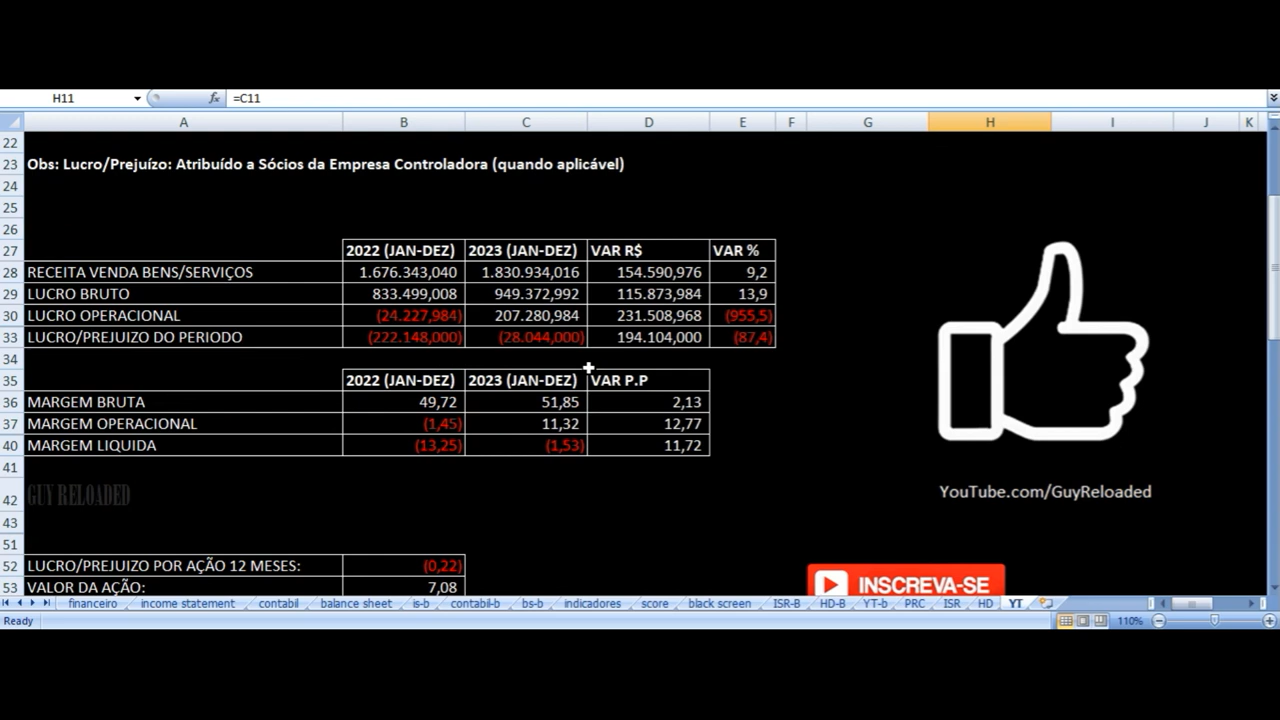 H11 fx =C11
A B C D E F G H I J K
22
23 Obs: Lucro/Prejuízo: Atribuído a Sócios da Empresa Controladora (quando aplicável)
24
25
26
27 2022 (JAN-DEZ) 2023 (JAN-DEZ) VAR R$ VAR %
28 RECEITA VENDA BENS/SERVIÇOS 1.676.343,040 1.830.934,016 154.590,976 9,2
29 LUCRO BRUTO 833.499,008 949.372,992 115.873,984 13,9
30 LUCRO OPERACIONAL (24.227,984) 207.280,984 231.508,968 (955,5)
33 LUCRO/PREJUIZO DO PERIODO (222.148,000) (28.044,000) 194.104,000 (87,4)
34
35 2022 (JAN-DEZ) 2023 (JAN-DEZ) VAR P.P
36 MARGEM BRUTA 49,72 51,85 2,13
37 MARGEM OPERACIONAL (1,45) 11,32 12,77
40 MARGEM LIQUIDA (13,25) (1,53) 11,72
41
42 GUY RELOADED
YouTube.com/GuyReloaded
43
51
52 LUCRO/PREJUIZO POR AÇÃO 12 MESES: (0,22)
53 VALOR DA AÇÃO: 7,08
INSCREVA-SE
financeiro income statement contabil balance sheet is-b contabil-b bs-b indicadores score black screen ISR-B HD-B YT-b PRC ISR HD YT
Ready 110%